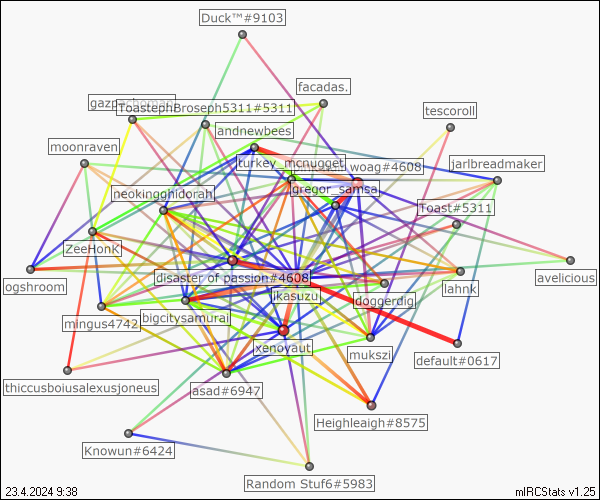 Duck™#9103
facadas.
ToastephBroseph5311#5311
tescoroll
andnewbees
moonraven
turkey_mcnugget
woag#4608
jarlbreadmaker
neokingghidorah
gregor_samsa
Toast#5311
ZeeHonK
disaster of passion#4608
ogshroom
ikasuzu
doggerdig
lahnk
avelicious
mingus4742
bigcitysamurai
xenoyaut
mukszi
default#0617
thiccusboiusalexusjoneus
asad#6947
Heighleaigh#8575
Knowun#6424
Random Stuf6#5983
23.4.2024 9:38
mIRCStats v1.25